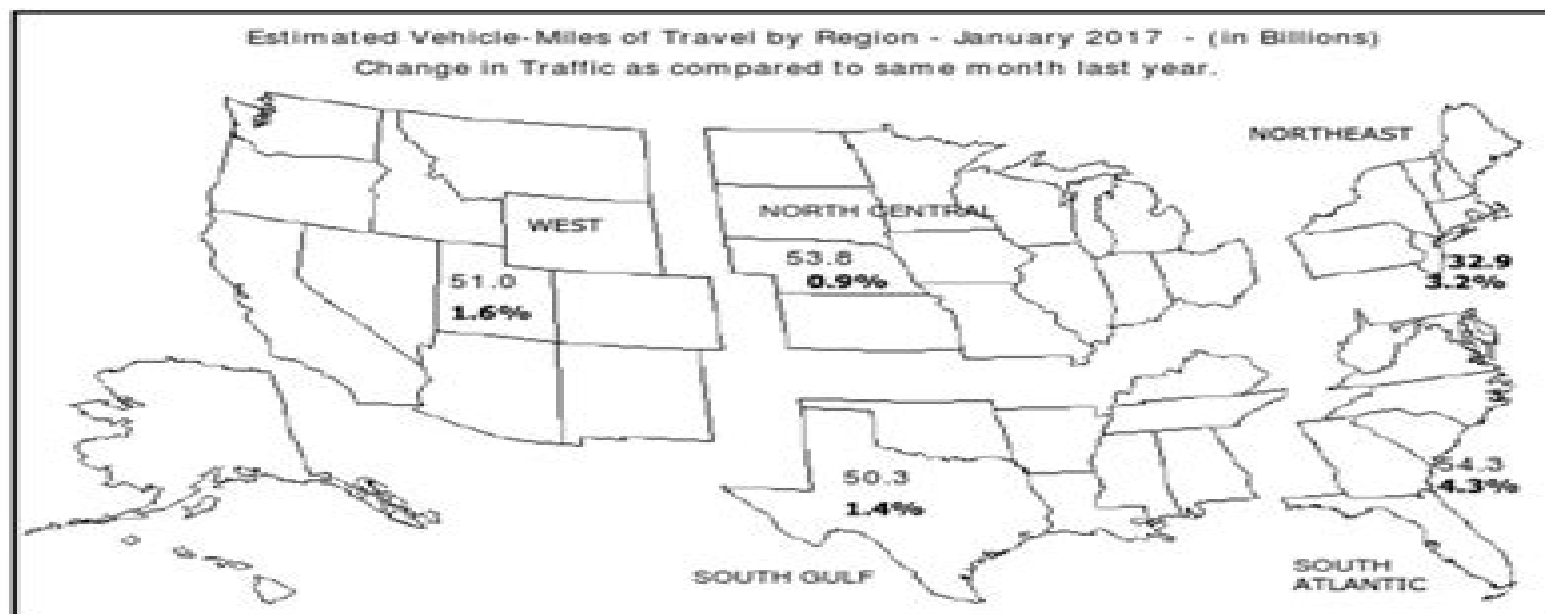 Estimated Vehicle-Miles of Travel by Region - January 2017 - (in Billions)
Change in Traffic as compared to same month last year.
NORTHEAST
WEST
NORTH CENTRAL
51.0
1.6%
53.8
0.9%
32.9
3.2%
50.3
1.4%
4.3%
SOUTH GULF
SOUTH
ATLANTIC